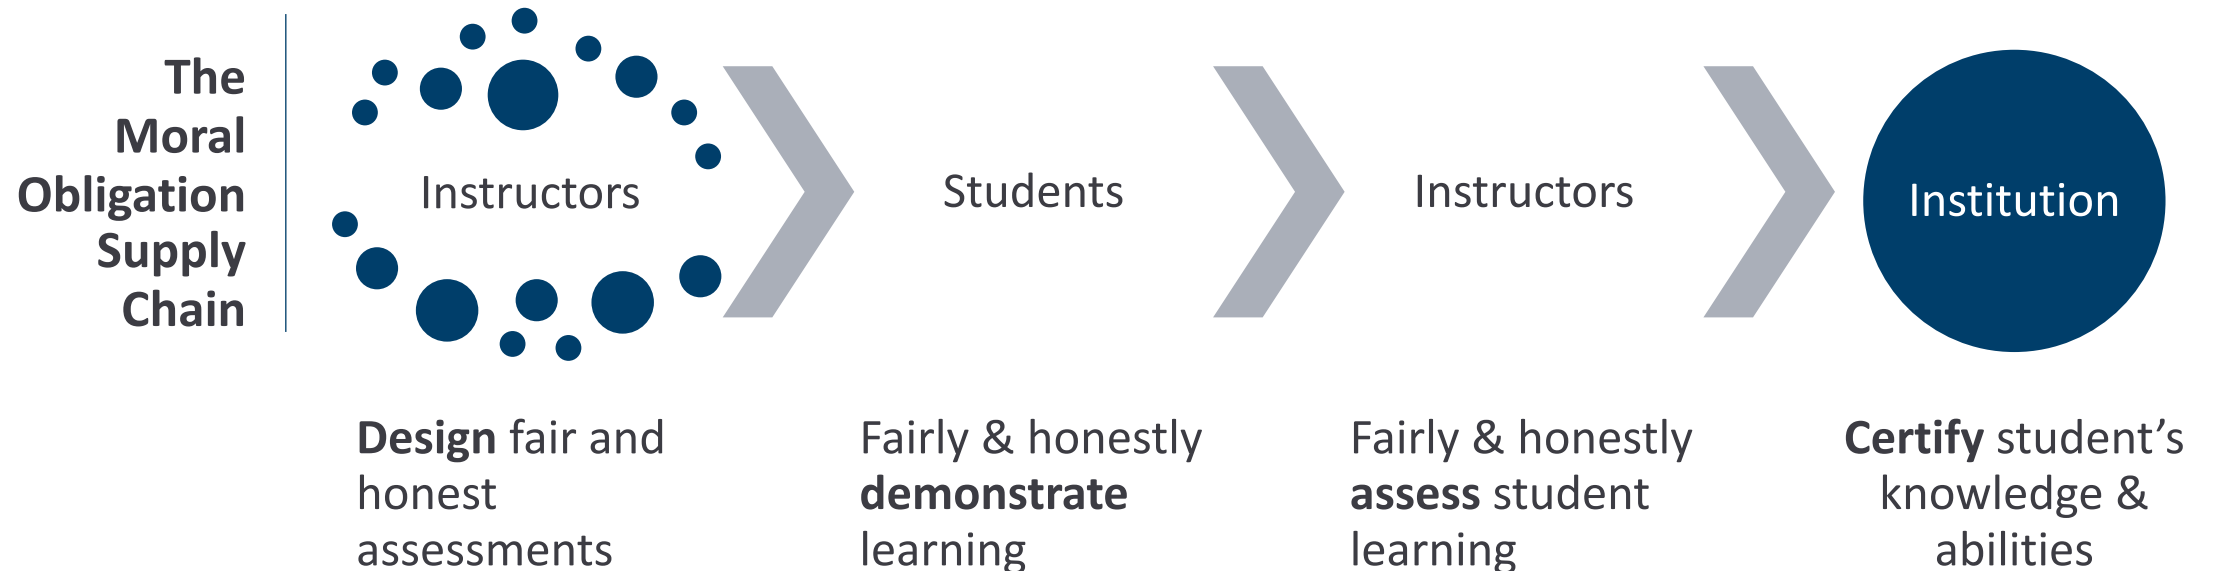 The
Moral
Obligation
Supply
Chain
Instructors
Students
Instructors
Institution
Design fair and
honest
assessments
Fairly & honestly
demonstrate
learning
Fairly & honestly
assess student
learning
Certify student’s
knowledge &
abilities